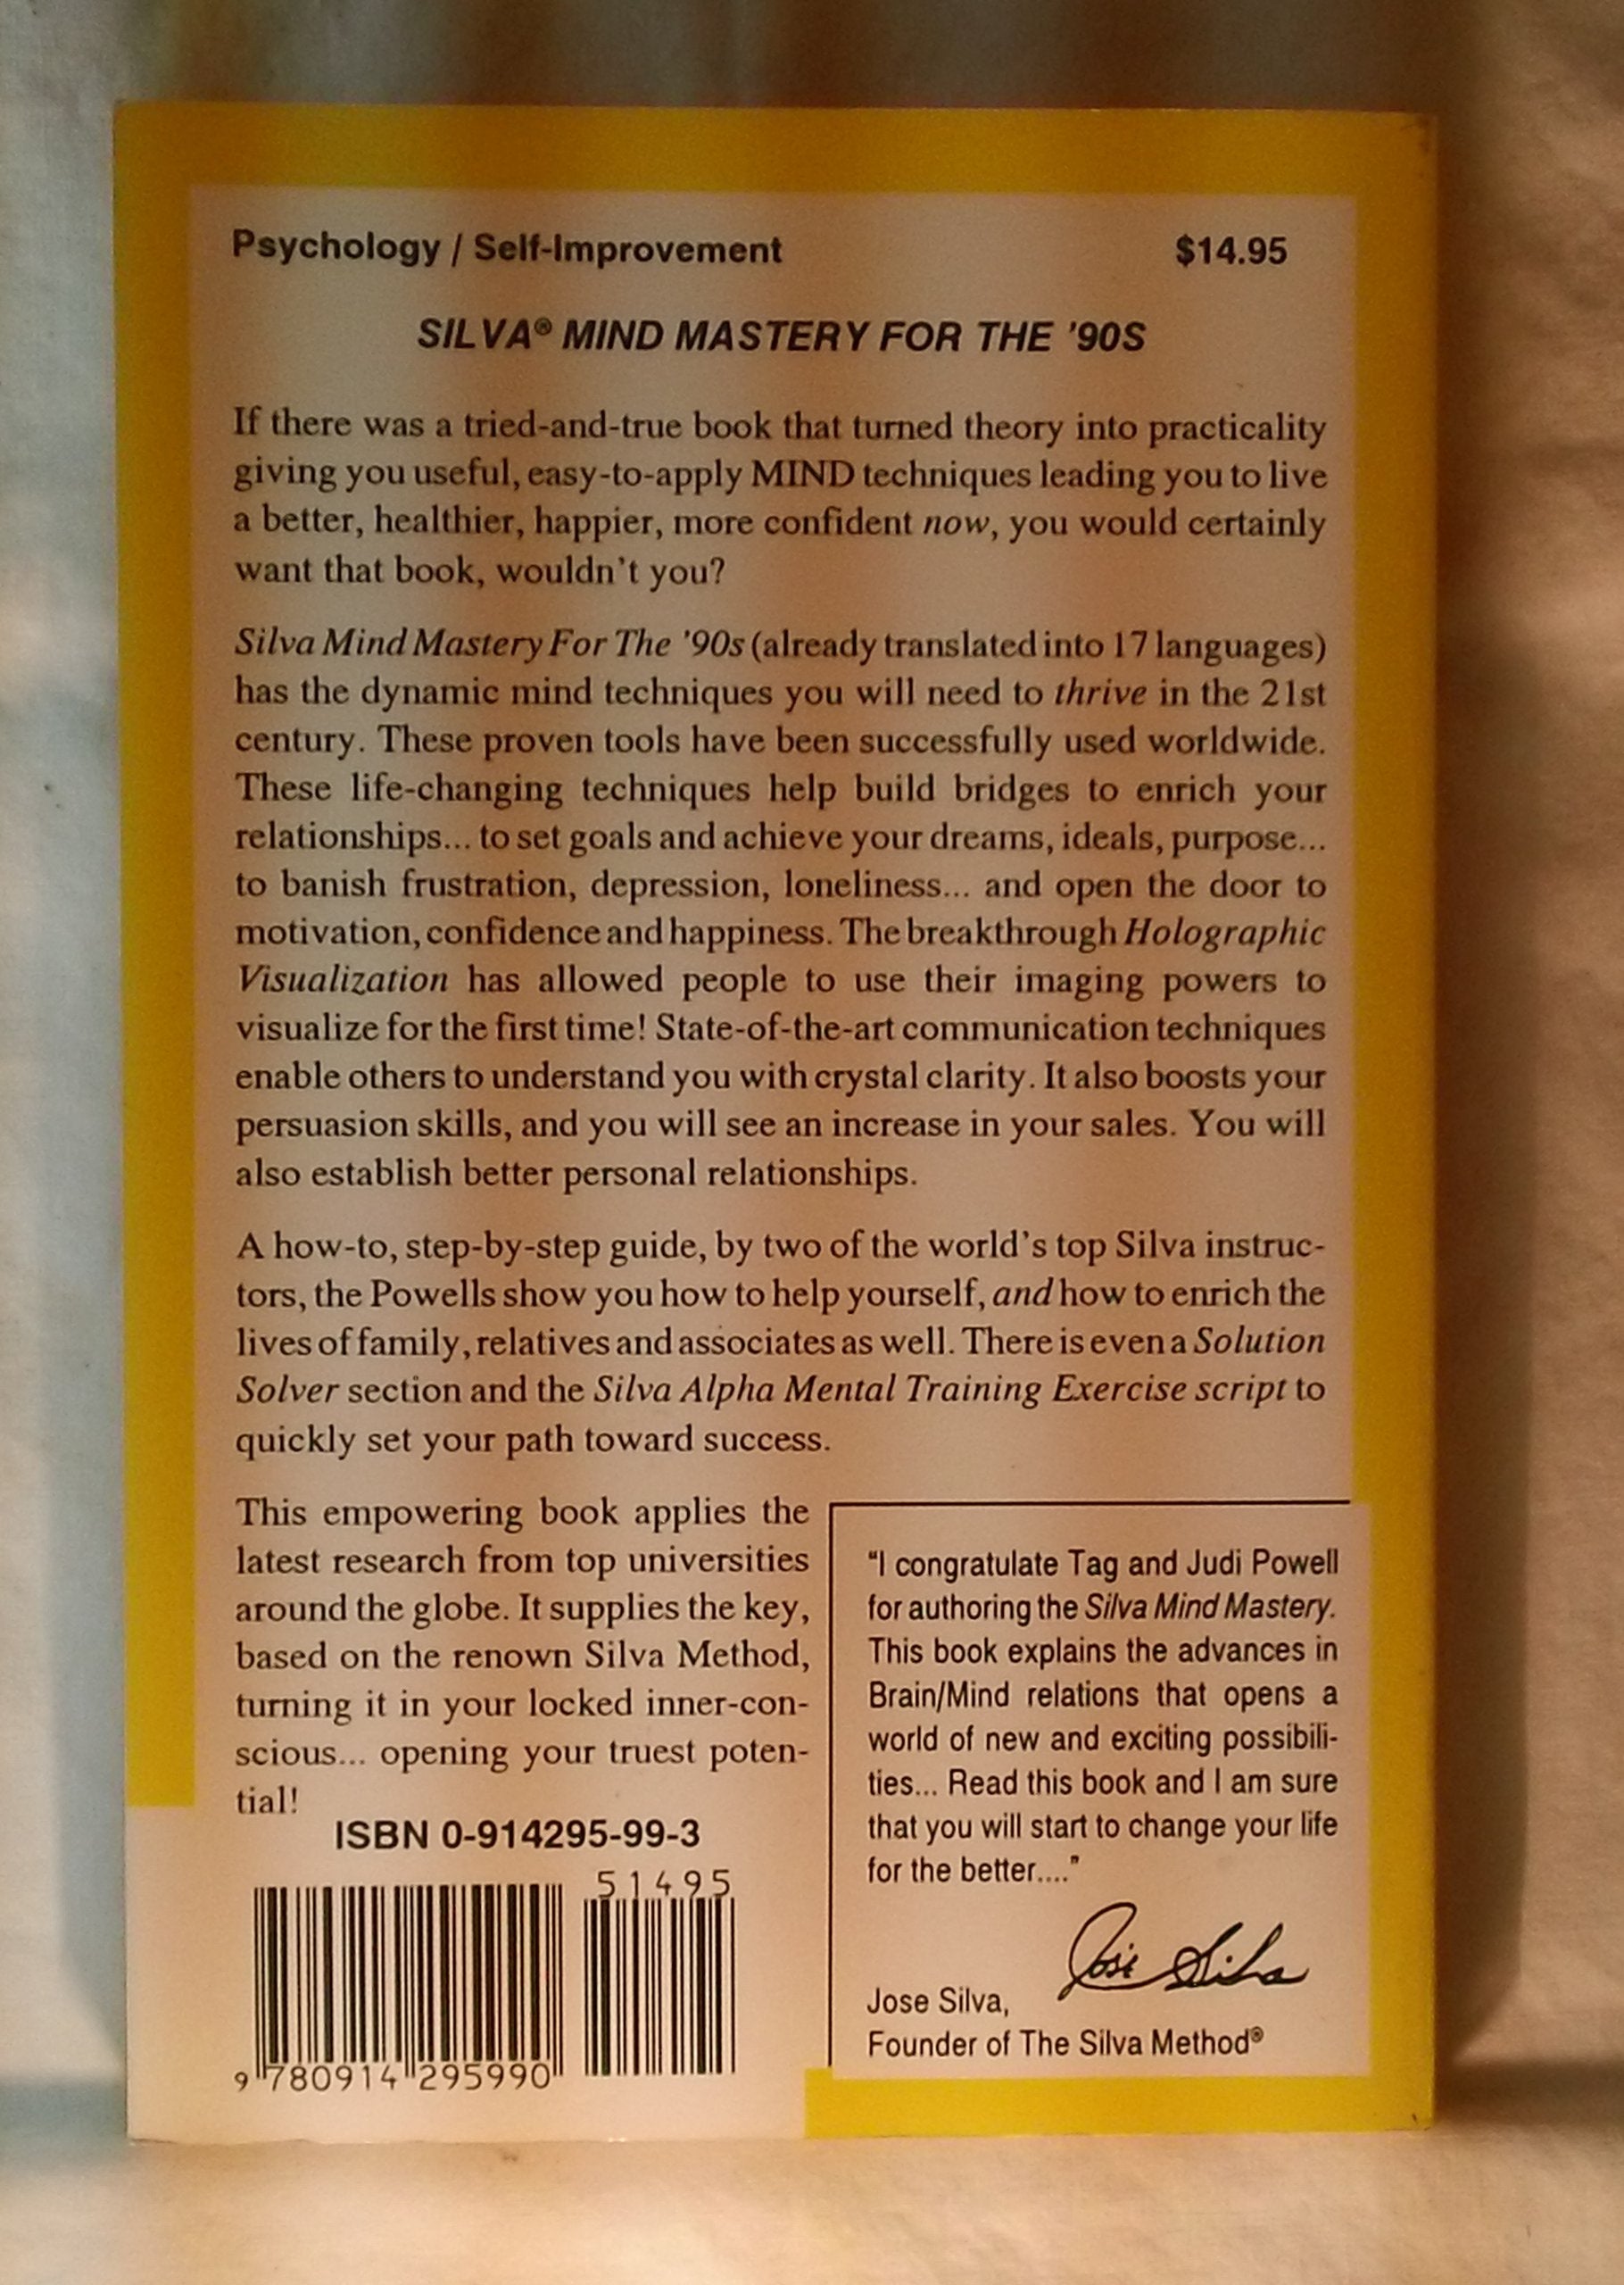 Psychology / Self-Improvement $14.95
SILVA® MIND MASTERY FOR THE '90S
If there was a tried-and-true book that turned theory into practicality
giving you useful, easy-to-apply MIND techniques leading you to live
a better, healthier, happier, more confident now, you would certainly
want that book, wouldn't you?
Silva Mind Mastery For The '90s (already translated into 17 languages)
has the dynamic mind techniques you will need to thrive in the 21st
century. These proven tools have been successfully used worldwide.
These life-changing techniques help build bridges to enrich your
relationships... to set goals and achieve your dreams, ideals, purpose...
to banish frustration, depression, loneliness... and open the door to
motivation, confidence and happiness. The breakthrough Holographic
Visualization has allowed people to use their imaging powers to
visualize for the first time! State-of-the-art communication techniques
enable others to understand you with crystal clarity. It also boosts your
persuasion skills, and you will see an increase in your sales. You will
also establish better personal relationships.
A how-to, step-by-step guide, by two of the world's top Silva instruc-
tors, the Powells show you how to help yourself, and how to enrich the
lives of family, relatives and associates as well. There is even a Solution
Solver section and the Silva Alpha Mental Training Exercise script to
quickly set your path toward success.
This empowering book applies the
latest research from top universities
around the globe. It supplies the key,
based on the renown Silva Method,
turning it in your locked inner-con-
scious... opening your truest poten-
tial!
ISBN 0-914295-99-3
51495
9 780914 295990
"I congratulate Tag and Judi Powell
for authoring the Silva Mind Mastery.
This book explains the advances in
Brain/Mind relations that opens a
world of new and exciting possibili-
ties... Read this book and I am sure
that you will start to change your life
for the better...."
Jose Silva
Jose Silva,
Founder of The Silva Method®